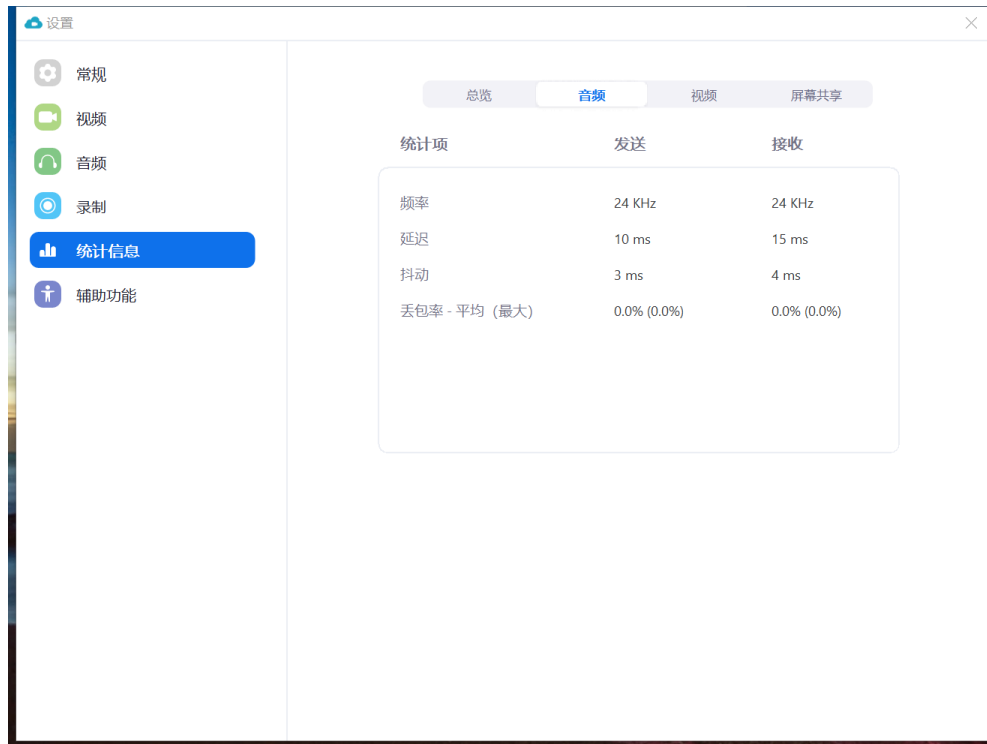 设置
常规
视频
音频
录制
统计信息
辅助功能
总览 音频 视频 屏幕共享
统计项 发送 接收
频率 24 KHz 24 KHz
延迟 10 ms 15 ms
抖动 3 ms 4 ms
丢包率 - 平均（最大） 0.0% (0.0%) 0.0% (0.0%)